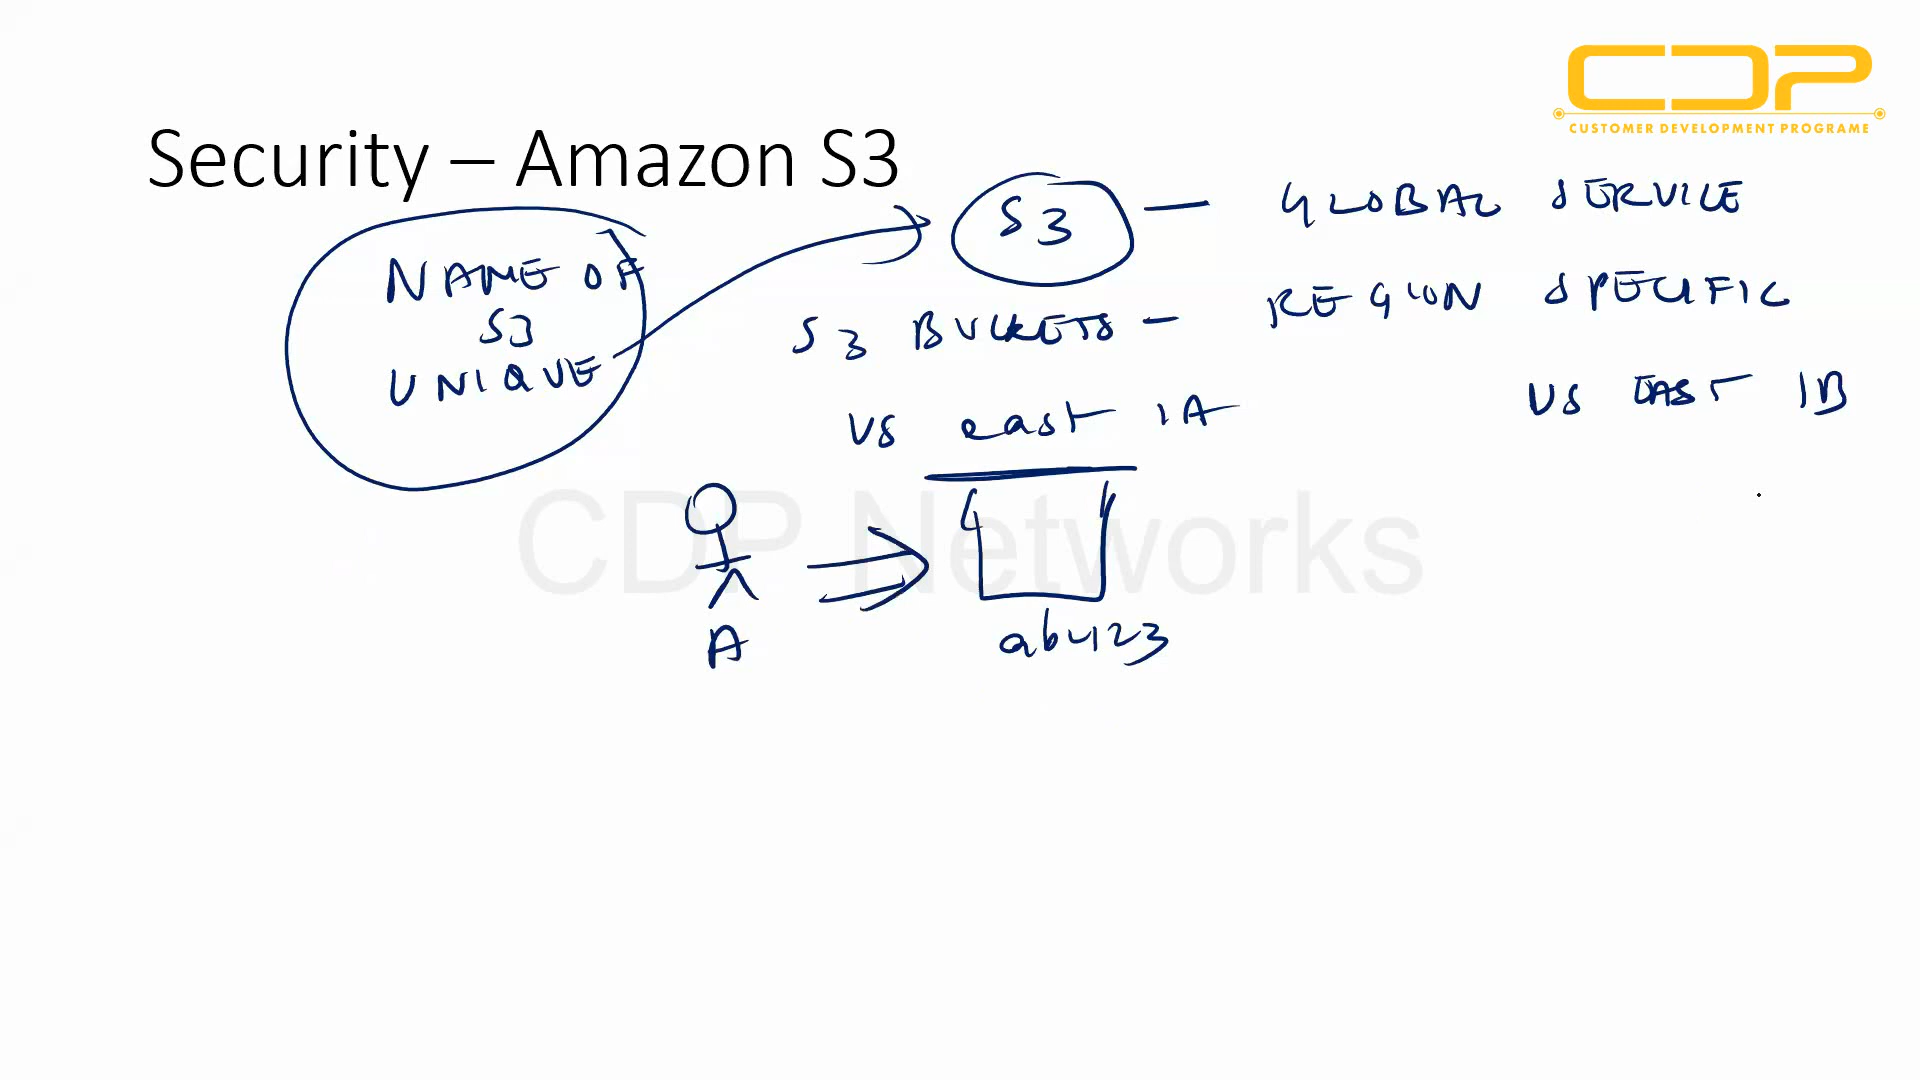 CDP
CUSTOMER DEVELOPMENT PROGRAME
Security – Amazon S3
S3 — GLOBAL SERVICE
NAME OF
S3
UNIQUE
S3 BUCKETS - REGION SPECIFIC
US east 1A
US EAST 1B
CDP Networks
A
abc123